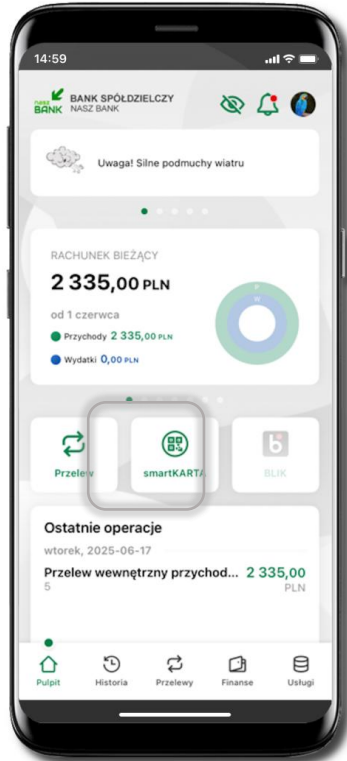 14:59
nasz
BANK
BANK SPÓŁDZIELCZY
NASZ BANK
Uwaga! Silne podmuchy wiatru
RACHUNEK BIEŻĄCY
2 335,00 PLN
od 1 czerwca
P
Przychody 2 335,00 PLN
W
Wydatki 0,00 PLN
Przelew
smartKARTA
b
BLIK
Ostatnie operacje
wtorek, 2025-06-17
Przelew wewnętrzny przychod... 2 335,00
5 PLN
Pulpit Historia Przelewy Finanse Usługi